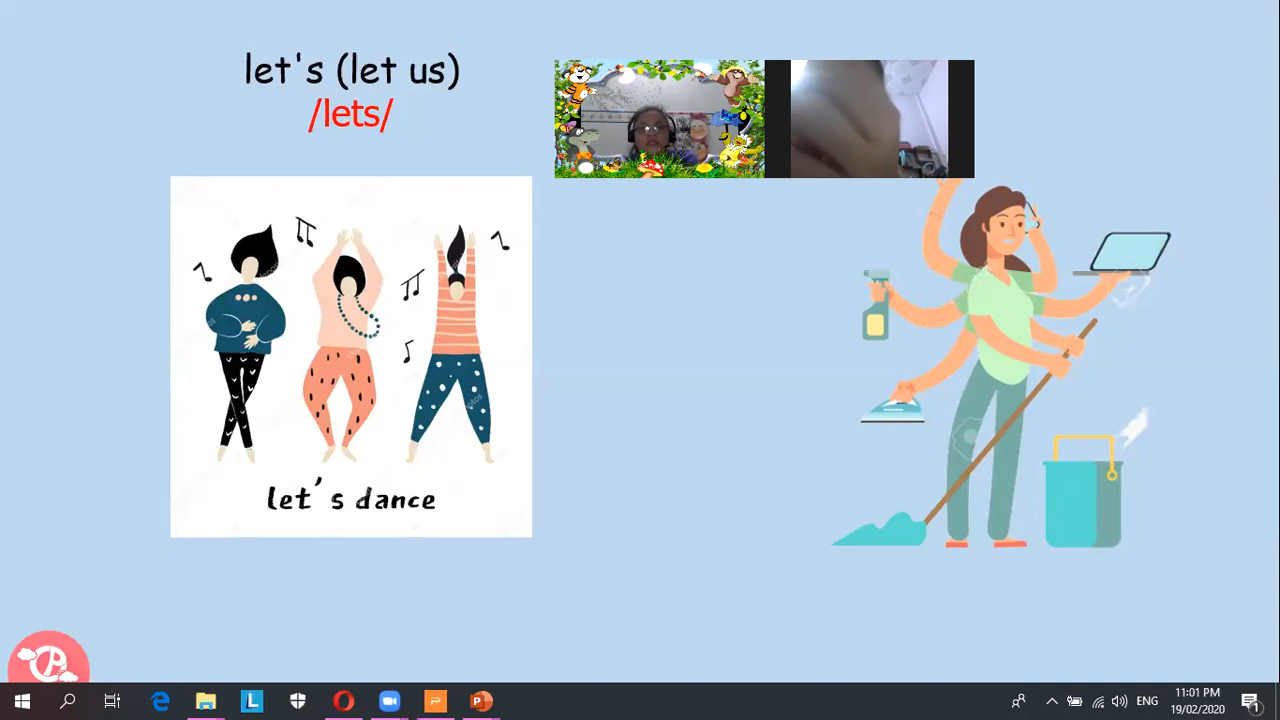 let's (let us)
/lets/
let's dance
ENG
11:01 PM
19/02/2020